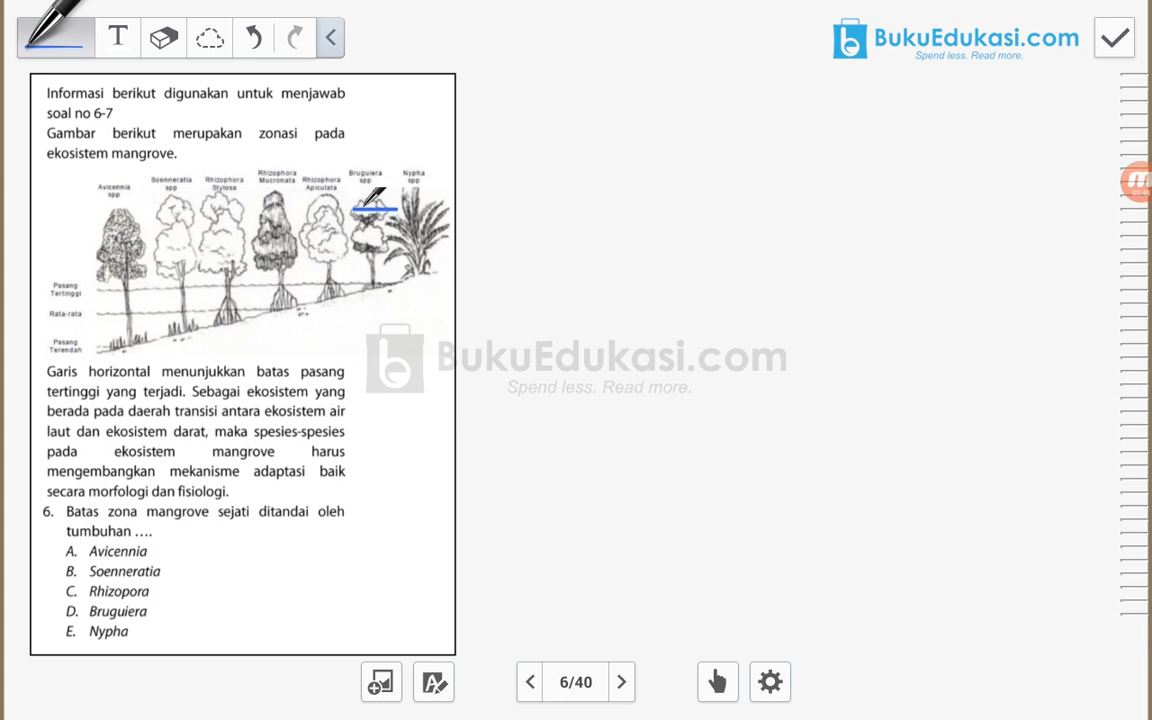 T
BukuEdukasi.com
Spend less. Read more.
Informasi berikut digunakan untuk menjawab
soal no 6-7
Gambar berikut merupakan zonasi pada
ekosistem mangrove.
Avicennia
spp
Soenneratia
spp
Rhizophora
Stylosa
Rhizophora
Mucronata
Rhizophora
Apiculata
Bruguiera
spp
Nypha
spp
Pasang
Tertinggi
Rata-rata
Pasang
Terendah
BukuEdukasi.com
Spend less. Read more.
Garis horizontal menunjukkan batas pasang
tertinggi yang terjadi. Sebagai ekosistem yang
berada pada daerah transisi antara ekosistem air
laut dan ekosistem darat, maka spesies-spesies
pada ekosistem mangrove harus
mengembangkan mekanisme adaptasi baik
secara morfologi dan fisiologi.
6. Batas zona mangrove sejati ditandai oleh
tumbuhan ....
A. Avicennia
B. Soenneratia
C. Rhizopora
D. Bruguiera
E. Nypha
6/40